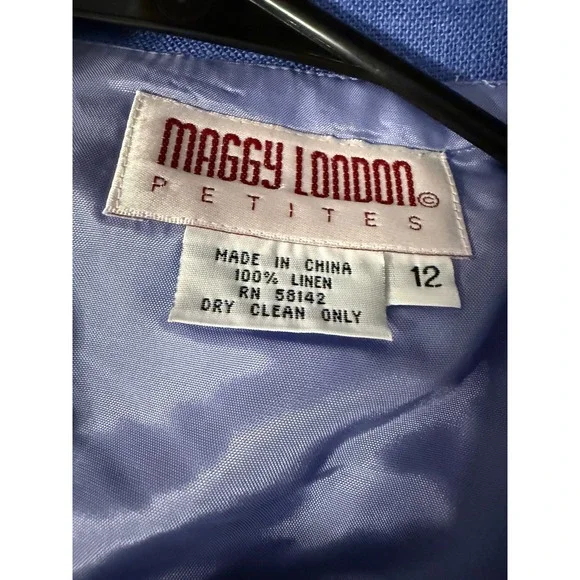 MAGGY LONDON©
PETITES
MADE IN CHINA
100% LINEN
RN 58142
DRY CLEAN ONLY
12